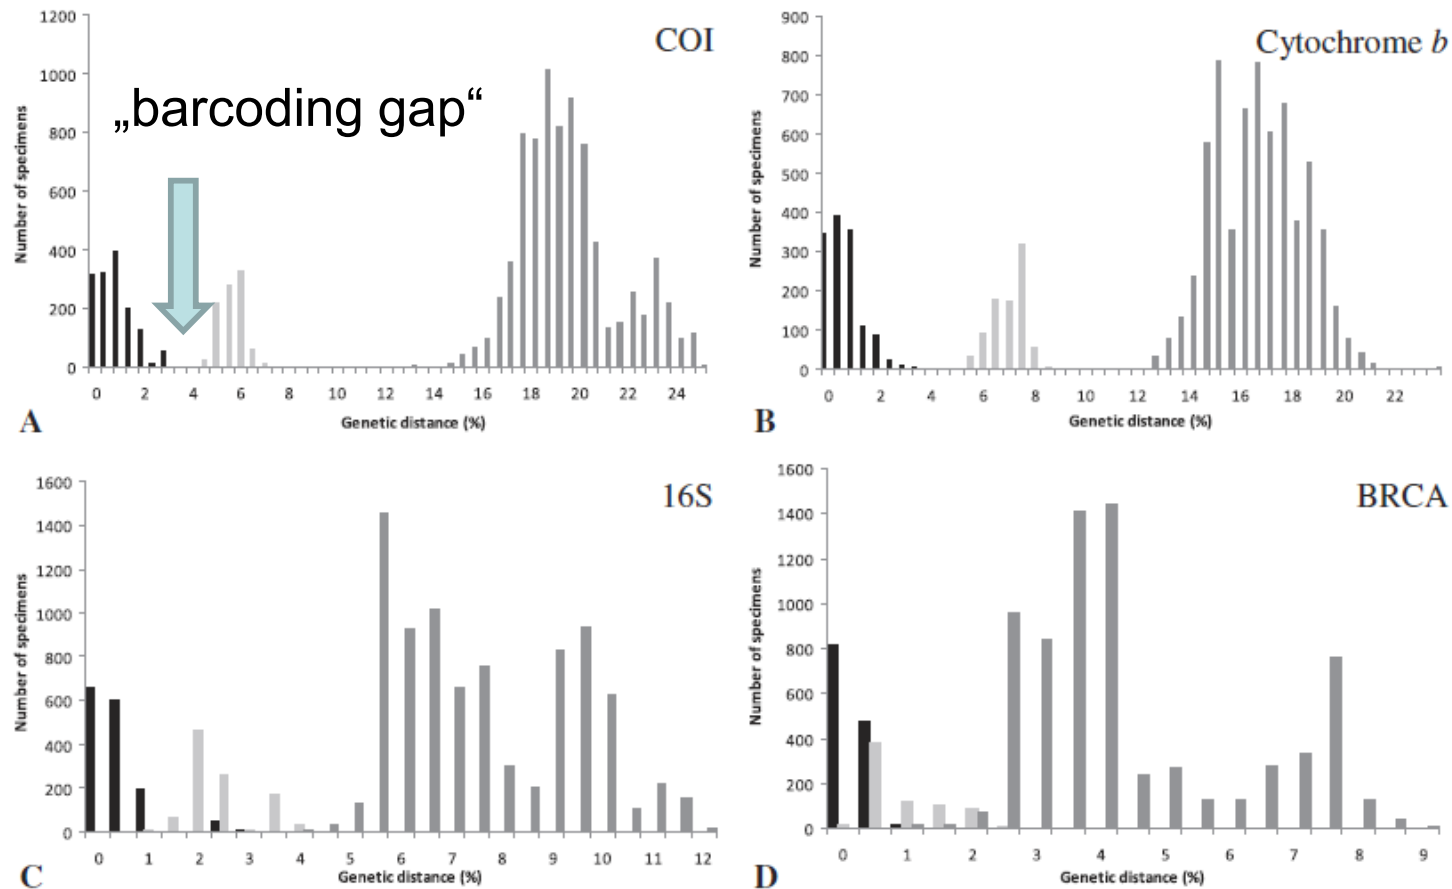 1200
1000
800
600
400
200
0
Number of specimens
COI
„barcoding gap“
0 2 4 6 8 10 12 14 16 18 20 22 24
Genetic distance (%)
A
900
800
700
600
500
400
300
200
100
0
Number of specimens
Cytochrome b
0 2 4 6 8 10 12 14 16 18 20 22
Genetic distance (%)
B
1600
1400
1200
1000
800
600
400
200
0
Number of specimens
16S
0 1 2 3 4 5 6 7 8 9 10 11 12
Genetic distance (%)
C
1600
1400
1200
1000
800
600
400
200
0
Number of specimens
BRCA
0 1 2 3 4 5 6 7 8 9
Genetic distance (%)
D